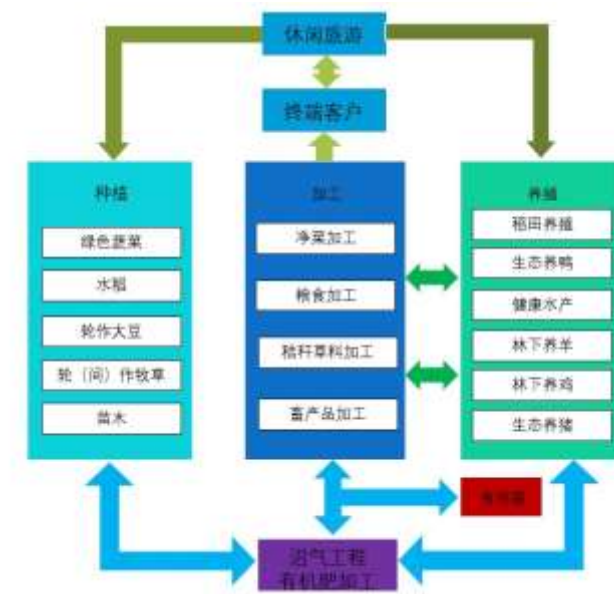 休闲旅游
终端客户
种植
绿色蔬菜
水稻
轮作大豆
轮（间）作牧草
苗木
加工
净菜加工
粮食加工
秸秆草料加工
畜产品加工
养殖
稻田养殖
生态养鸭
健康水产
林下养羊
林下养鸡
生态养猪
沼气工程
有机肥加工